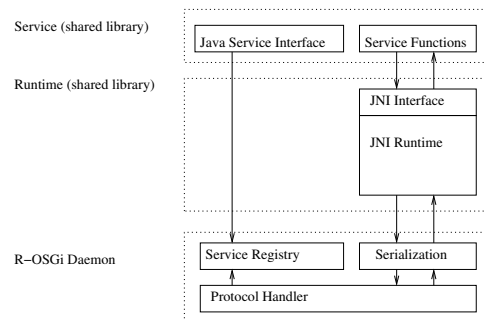 Service (shared library)
Java Service Interface
Service Functions
Runtime (shared library)
JNI Interface
JNI Runtime
R−OSGi Daemon
Service Registry
Serialization
Protocol Handler